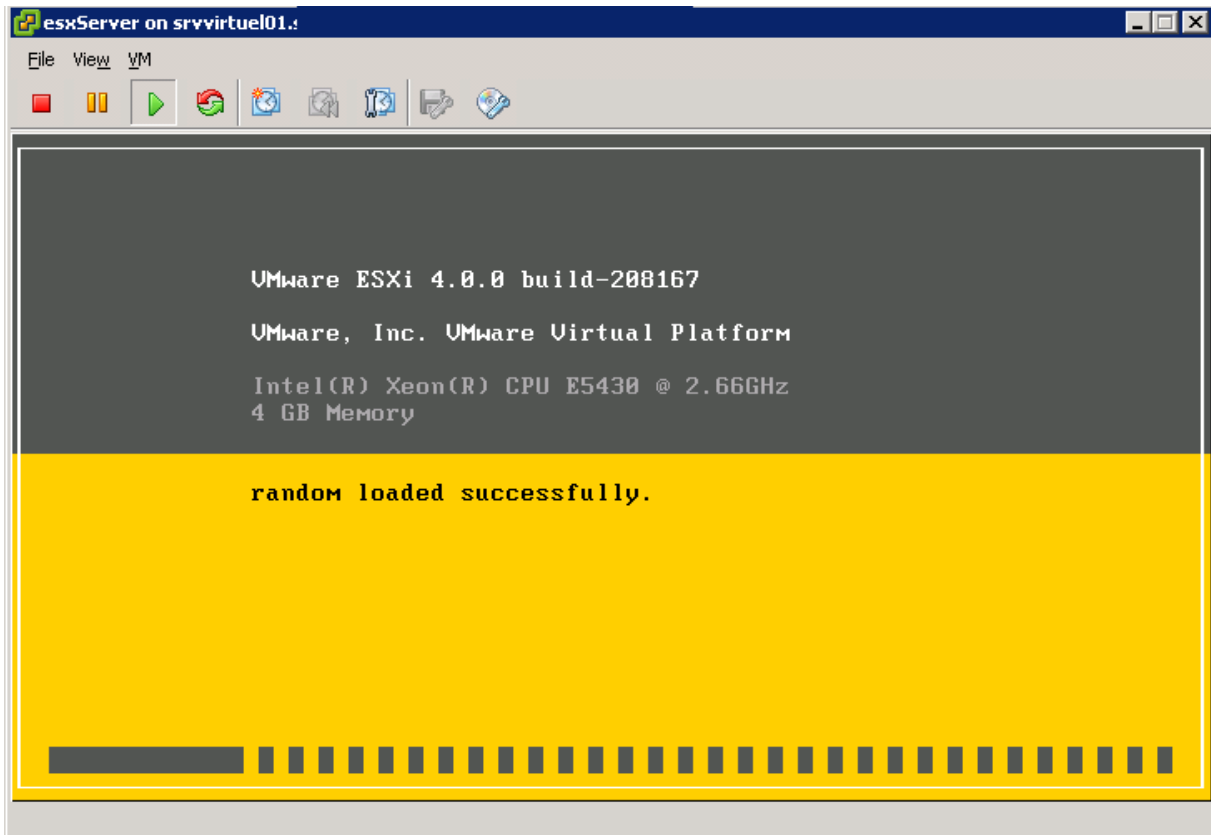 esxServer on srvvirtuel01.s
File View VM
VMware ESXi 4.0.0 build-208167
VMware, Inc. VMware Virtual Platform
Intel(R) Xeon(R) CPU E5430 @ 2.66GHz
4 GB Memory
random loaded successfully.